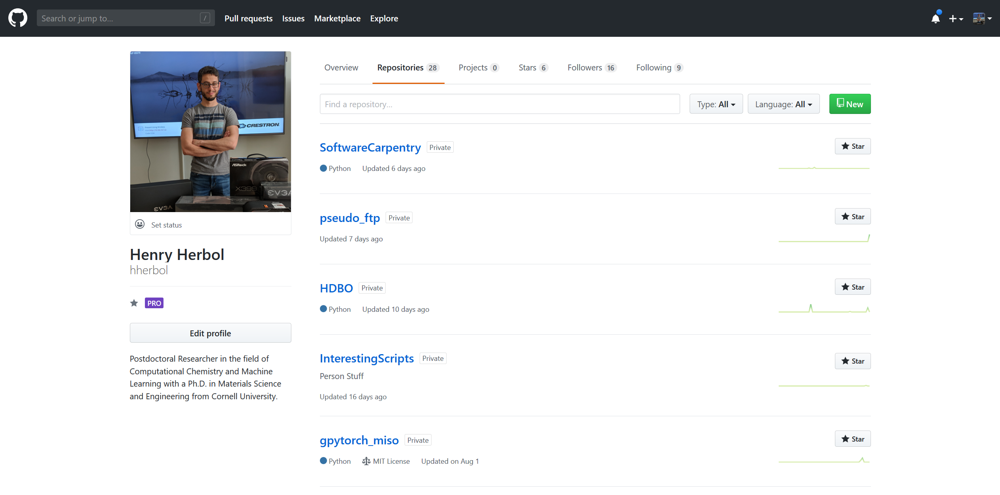 Search or jump to... /
Pull requests Issues Marketplace Explore
Overview Repositories 28 Projects 0 Stars 6 Followers 16 Following 9
Find a repository... Type: All Language: All New
CRESTRON
ASRock
X399
EVGA
EVGA
Set status
Henry Herbol
hherbol
PRO
Edit profile
Postdoctoral Researcher in the field of
Computational Chemistry and Machine
Learning with a Ph.D. in Materials Science
and Engineering from Cornell University.
SoftwareCarpentry Private Star
Python Updated 6 days ago
pseudo_ftp Private Star
Updated 7 days ago
HDBO Private Star
Python Updated 10 days ago
InterestingScripts Private Star
Person Stuff
Updated 16 days ago
gpytorch_miso Private Star
Python MIT License Updated on Aug 1